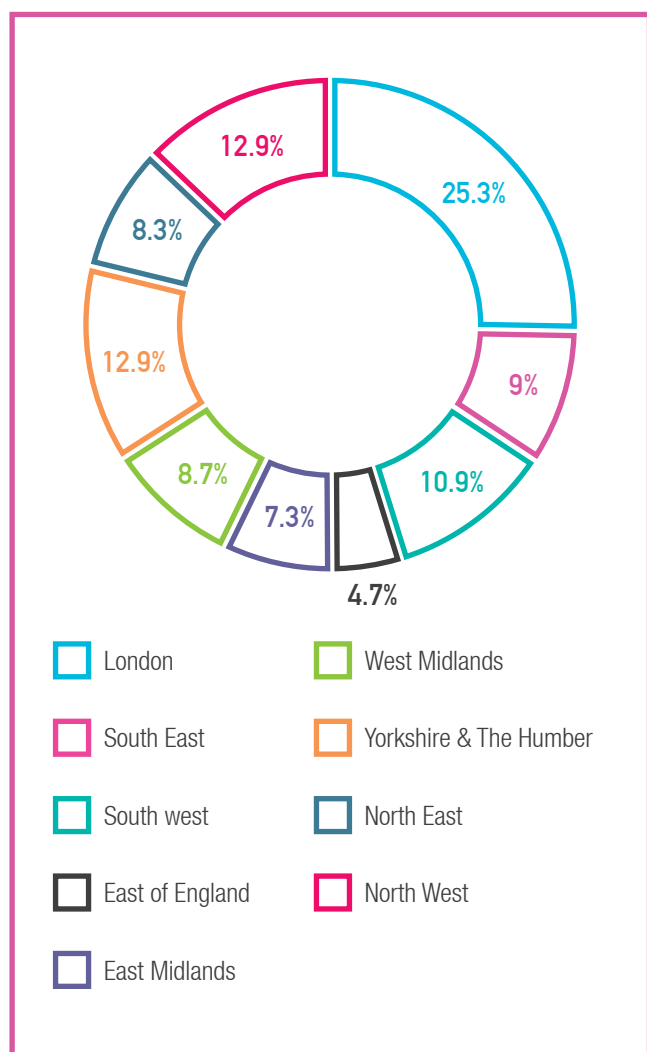 12.9%
25.3%
8.3%
12.9%
9%
8.7%
10.9%
7.3%
4.7%
London
West Midlands
South East
Yorkshire & The Humber
South west
North East
East of England
North West
East Midlands